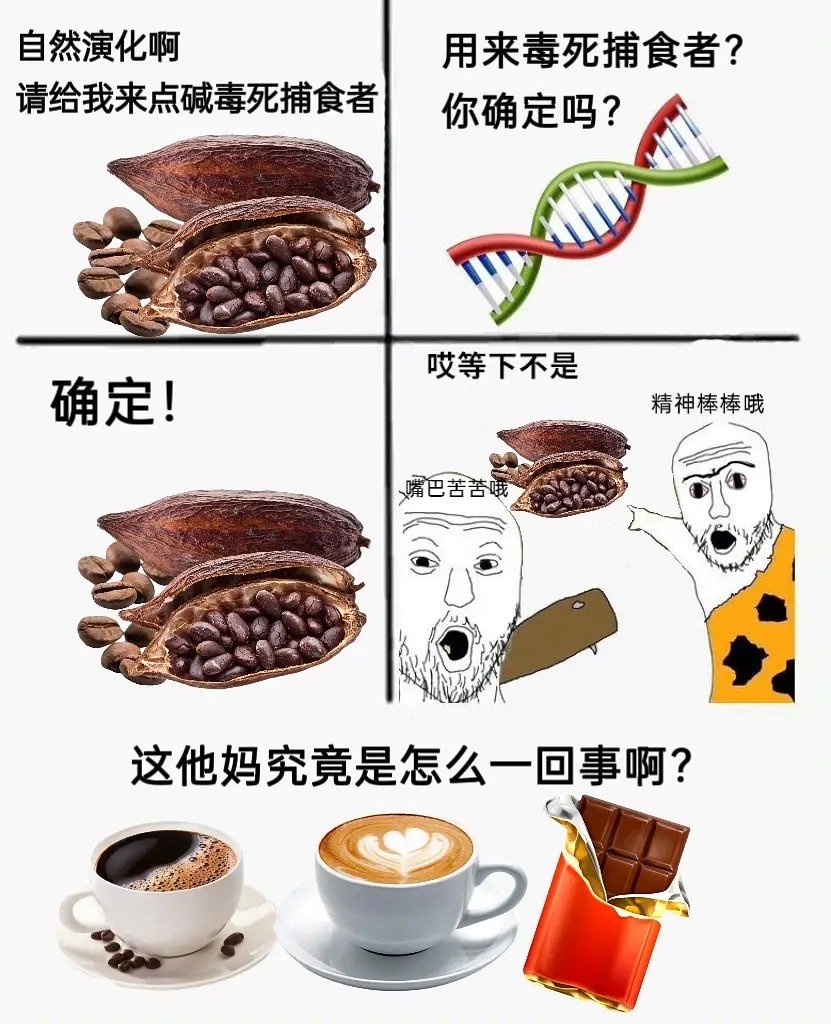 自然演化啊
请给我来点碱毒死捕食者
用来毒死捕食者？
你确定吗？
确定！
哎等下不是
精神棒棒哦
嘴巴苦苦哦
这他妈究竟是怎么一回事啊？